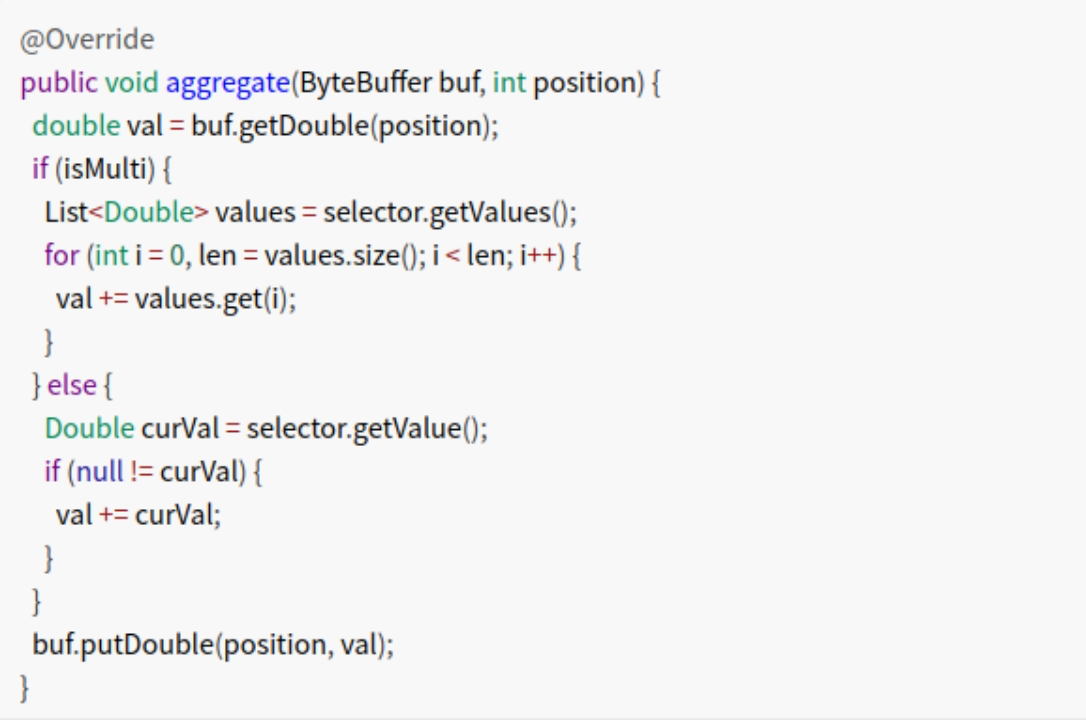 @Override
public void aggregate(ByteBuffer buf, int position) {
  double val = buf.getDouble(position);
  if (isMulti) {
    List<Double> values = selector.getValues();
    for (int i = 0, len = values.size(); i < len; i++) {
      val += values.get(i);
    }
  } else {
    Double curVal = selector.getValue();
    if (null != curVal) {
      val += curVal;
    }
  }
  buf.putDouble(position, val);
}